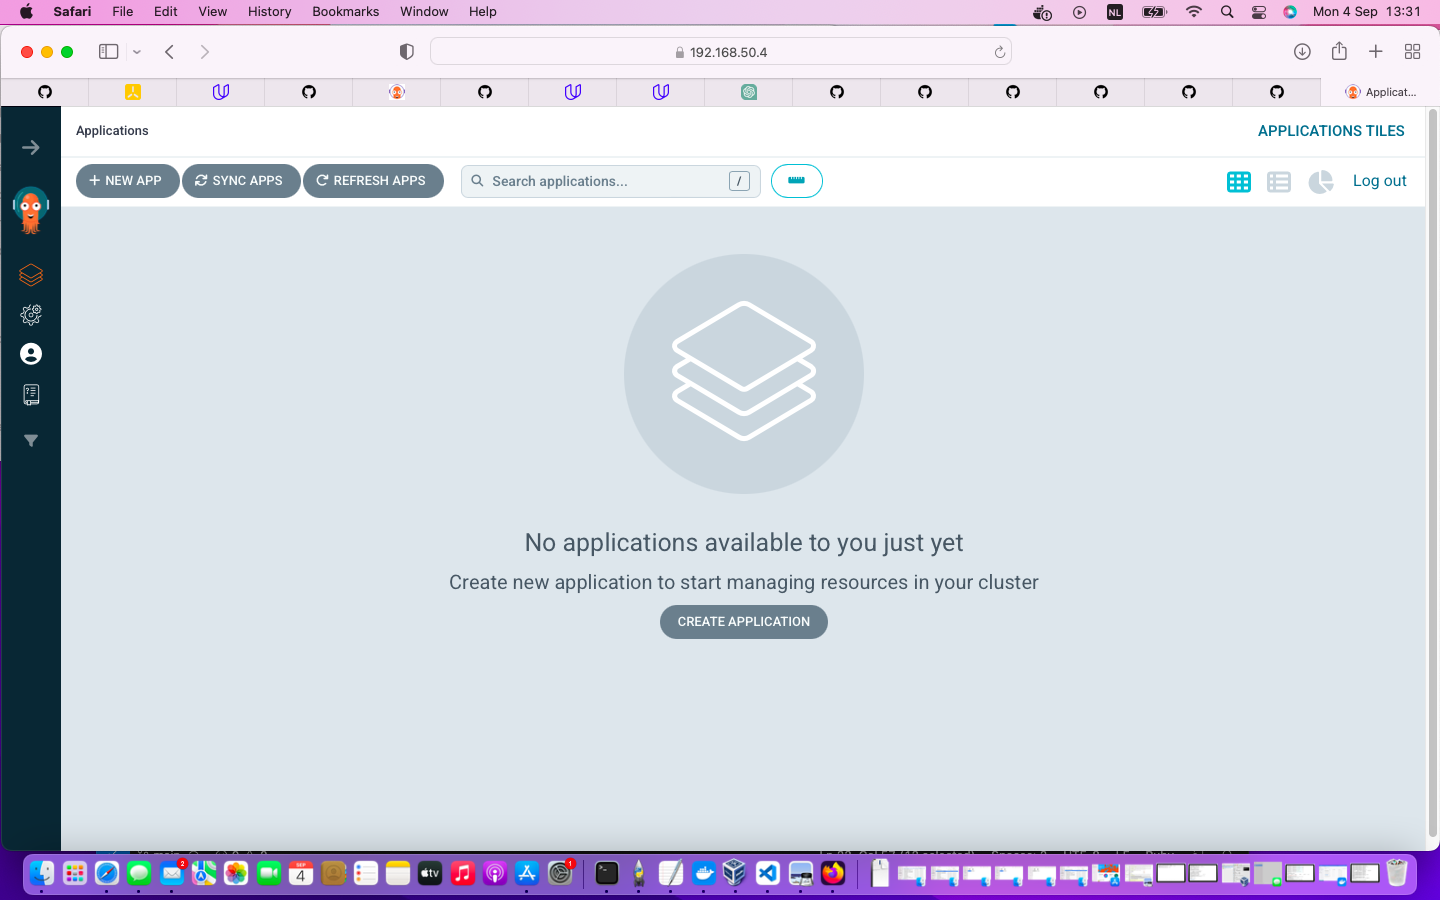 Safari File Edit View History Bookmarks Window Help NL Mon 4 Sep 13:31
192.168.50.4
Applicat...
Applications
APPLICATIONS TILES
NEW APP SYNC APPS REFRESH APPS Search applications... / Log out
No applications available to you just yet
Create new application to start managing resources in your cluster
CREATE APPLICATION
2
SEP
4
tv
1